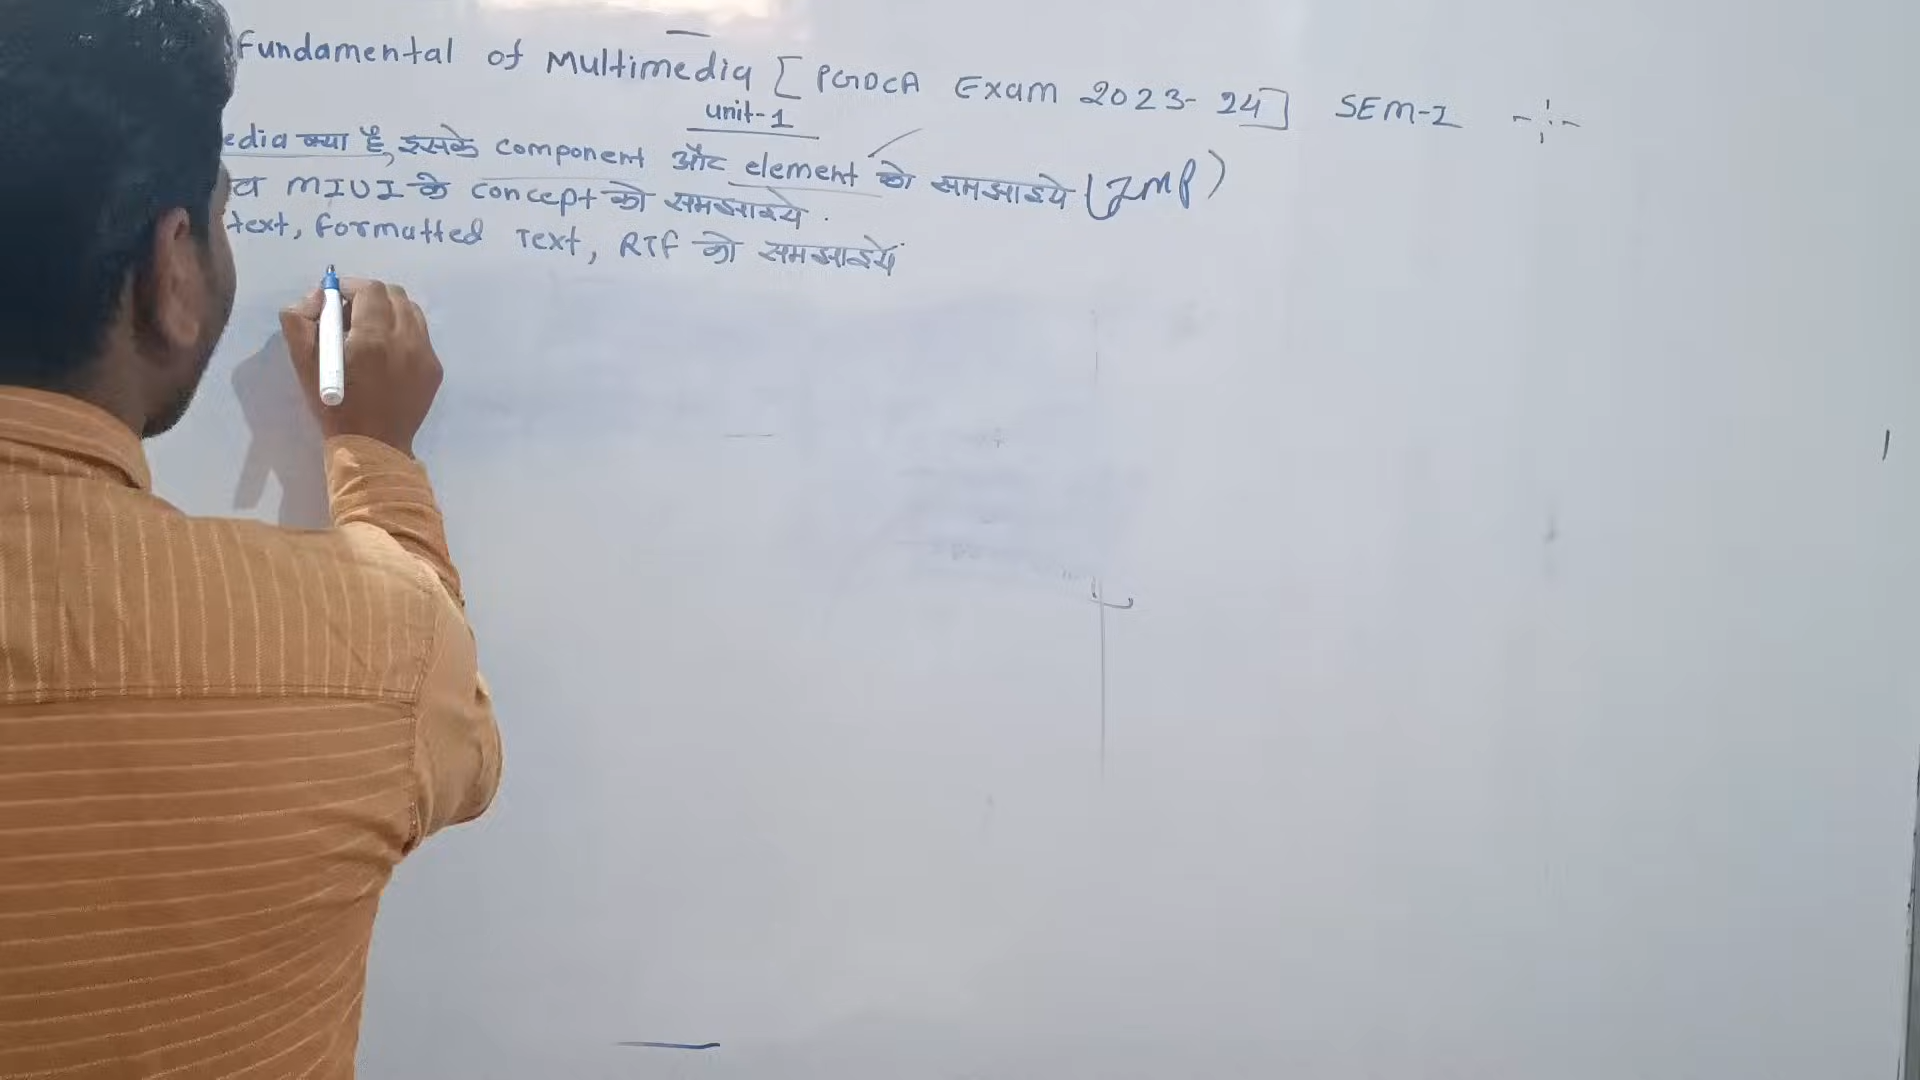 Fundamental of Multimedia [PGDCA Exam 2023-24] SEM-I
unit-1
edia क्या है, इसके component और element को समझाइये (IMP)
व MIUI के concept को समझाइये.
text, Formatted Text, RTF को समझाइये